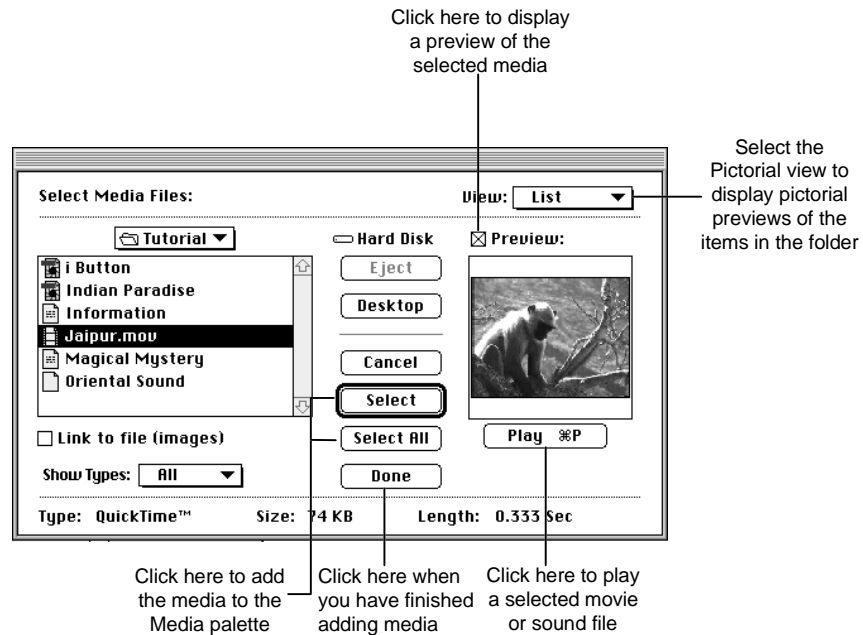 Click here to display
a preview of the
selected media
Select the
Pictorial view to
display pictorial
previews of the
items in the folder
Select Media Files:
View: List
Tutorial
Hard Disk
Preview:
i Button
Indian Paradise
Information
Jaipur.mov
Magical Mystery
Oriental Sound
Eject
Desktop
Cancel
Select
Select All
Done
Play ⌘P
Link to file (images)
Show Types: All
Type: QuickTime™ Size: 74 KB Length: 0.333 Sec
Click here to add
the media to the
Media palette
Click here when
you have finished
adding media
Click here to play
a selected movie
or sound file